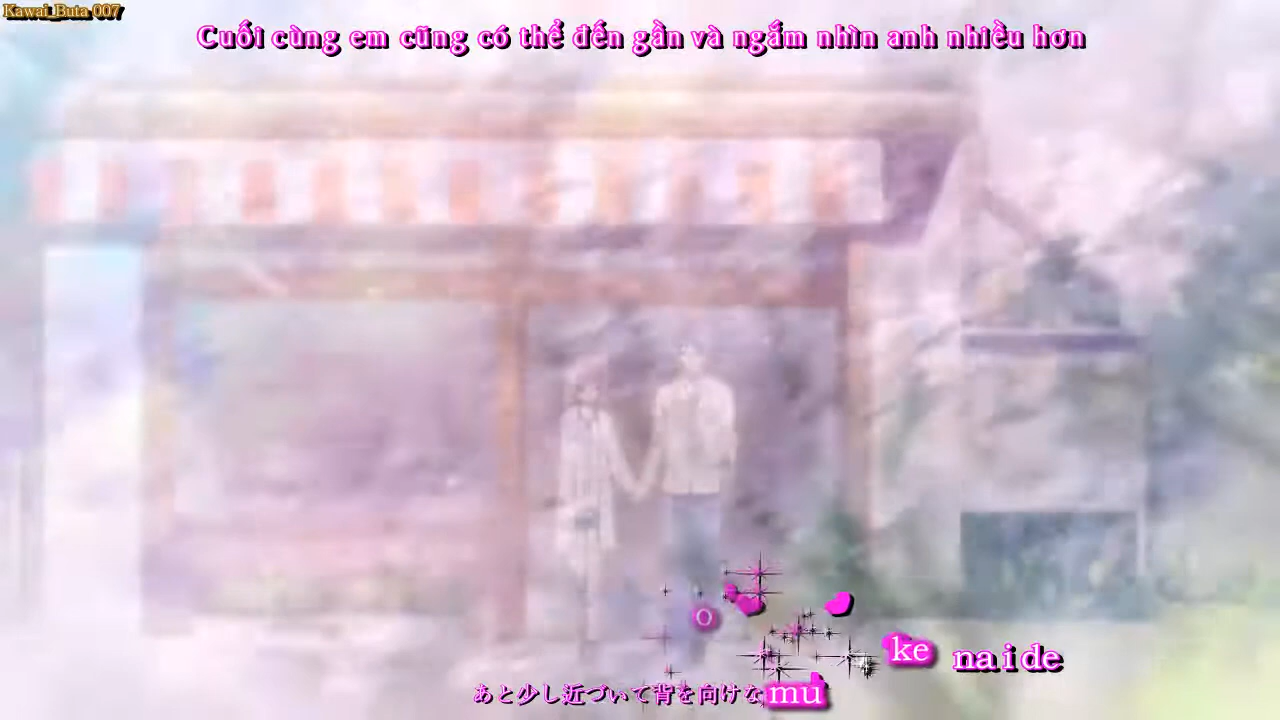 Kawai_Buta 007
Cuối cùng em cũng có thể đến gần và ngắm nhìn anh nhiều hơn
o
ke naide
あと少し近づいて背を向けな
mu